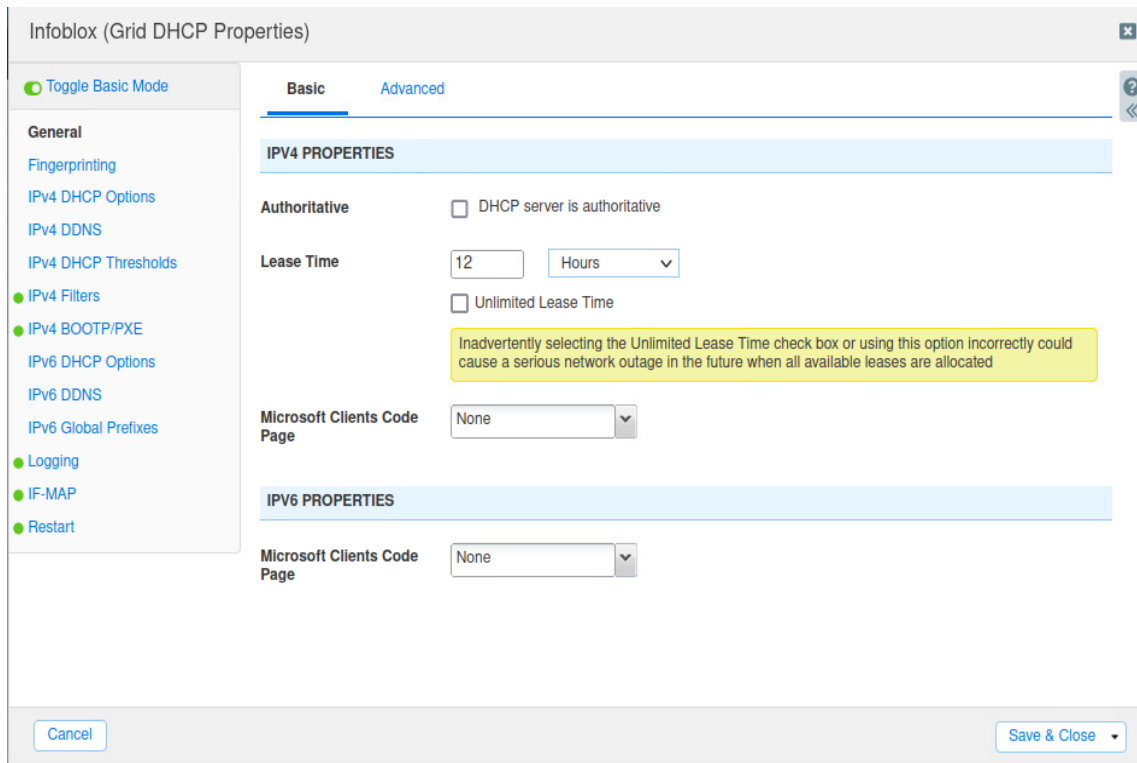 Infoblox (Grid DHCP Properties)
Toggle Basic Mode
General
Fingerprinting
IPv4 DHCP Options
IPv4 DDNS
IPv4 DHCP Thresholds
IPv4 Filters
IPv4 BOOTP/PXE
IPv6 DHCP Options
IPv6 DDNS
IPv6 Global Prefixes
Logging
IF-MAP
Restart
Basic Advanced
IPV4 PROPERTIES
Authoritative DHCP server is authoritative
Lease Time 12 Hours
Unlimited Lease Time
Inadvertently selecting the Unlimited Lease Time check box or using this option incorrectly could
cause a serious network outage in the future when all available leases are allocated
Microsoft Clients Code None
Page
IPV6 PROPERTIES
Microsoft Clients Code None
Page
Cancel Save & Close